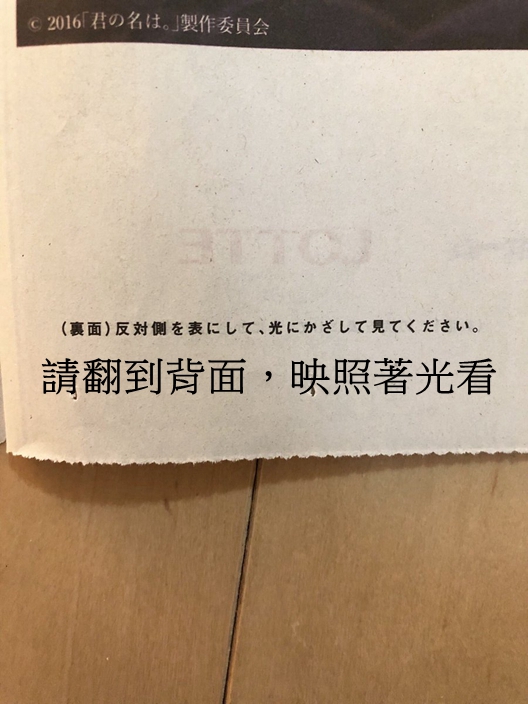 © 2016「君の名は。」製作委員会
LOTTE
(裏面)反対側を表にして、光にかざして見てください。
請翻到背面，映照著光看